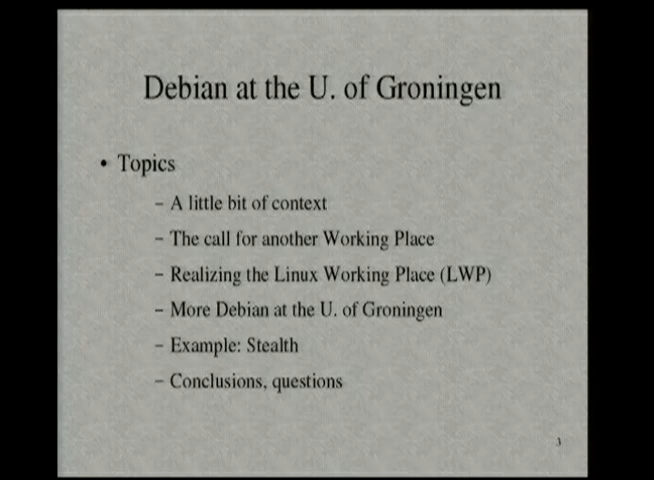 Debian at the U. of Groningen
• Topics
– A little bit of context
– The call for another Working Place
– Realizing the Linux Working Place (LWP)
– More Debian at the U. of Groningen
– Example: Stealth
– Conclusions, questions
3